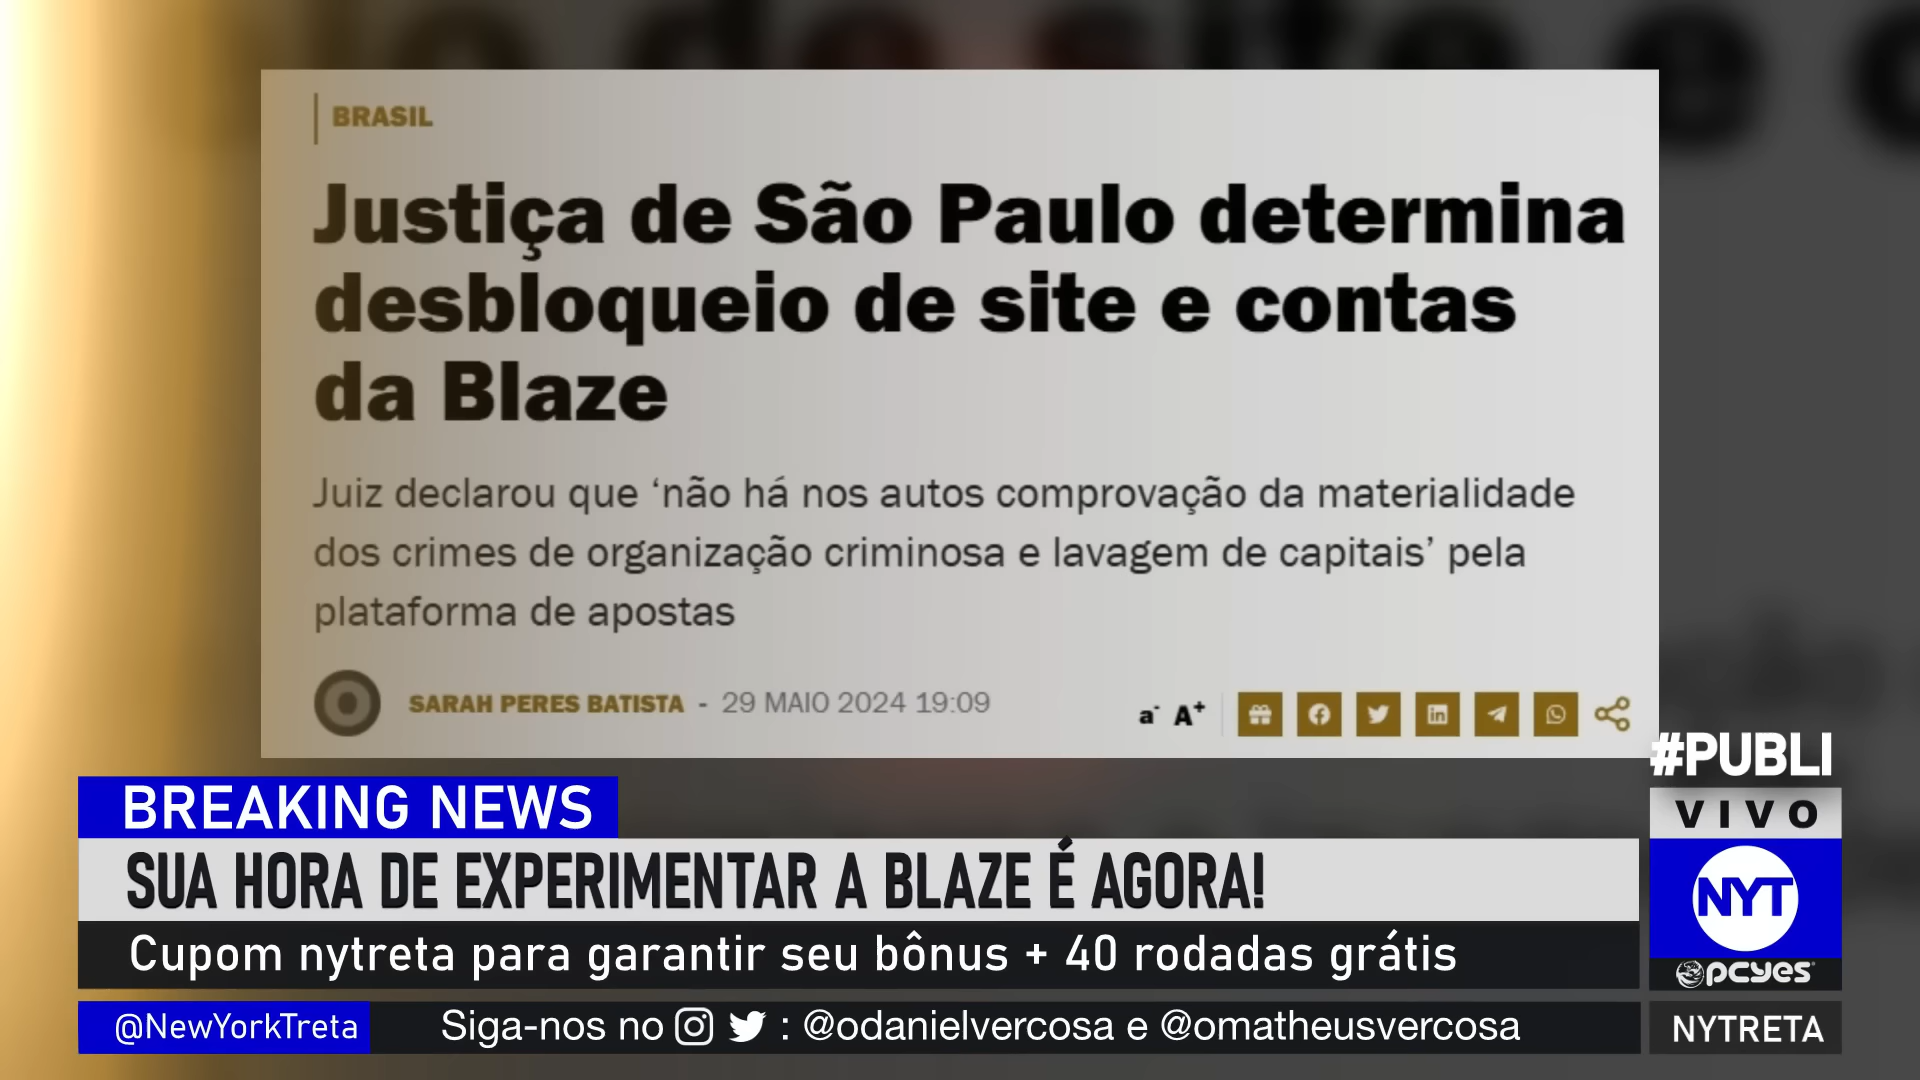 BRASIL
Justiça de São Paulo determina
desbloqueio de site e contas
da Blaze
Juiz declarou que ‘não há nos autos comprovação da materialidade
dos crimes de organização criminosa e lavagem de capitais’ pela
plataforma de apostas
SARAH PERES BATISTA - 29 MAIO 2024 19:09
a- A+
#PUBLI
VIVO
NYT
pcyes
NYTRETA
BREAKING NEWS
SUA HORA DE EXPERIMENTAR A BLAZE É AGORA!
Cupom nytreta para garantir seu bônus + 40 rodadas grátis
@NewYorkTreta
Siga-nos no : @odanielvercosa e @omatheusvercosa